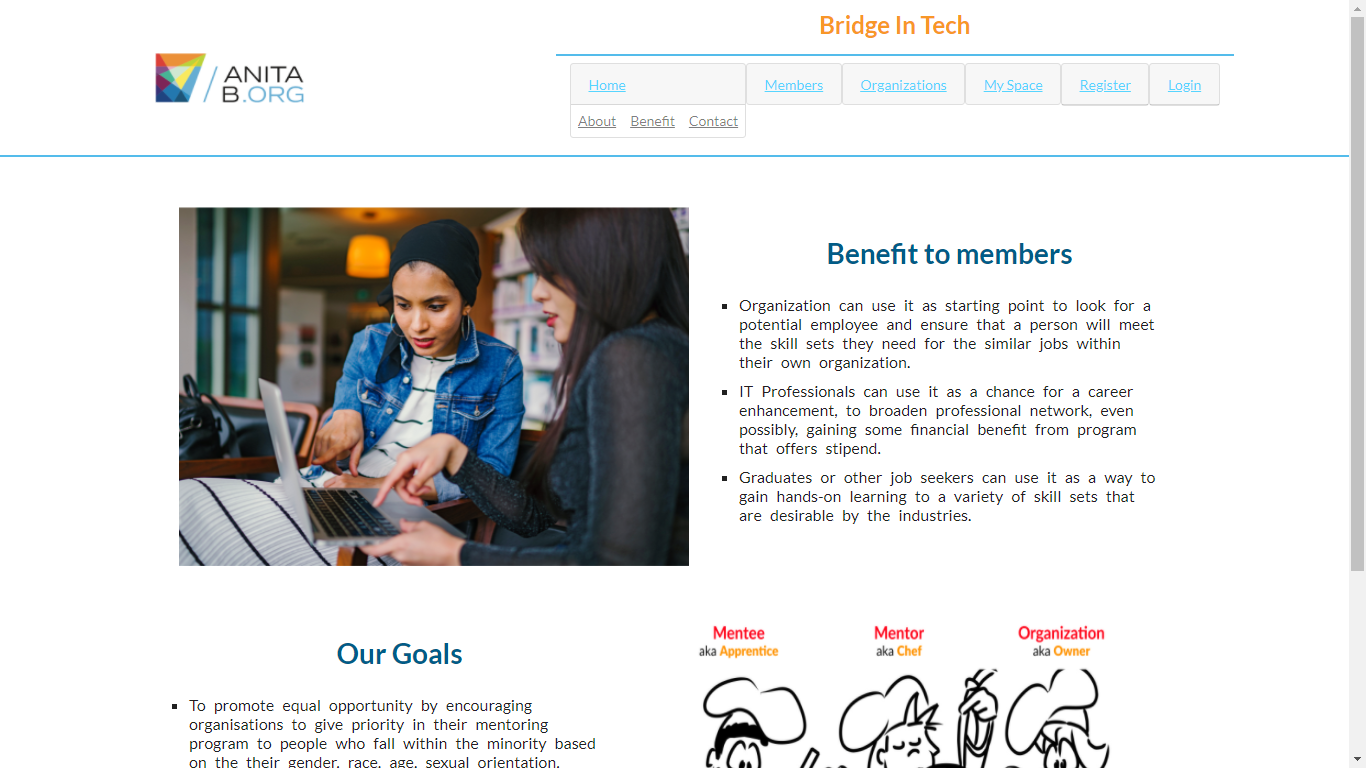 Bridge In Tech
ANITA
B.ORG
Home
Members
Organizations
My Space
Register
Login
About
Benefit
Contact
Benefit to members
Organization can use it as starting point to look for a
potential employee and ensure that a person will meet
the skill sets they need for the similar jobs within
their own organization.
IT Professionals can use it as a chance for a career
enhancement, to broaden professional network, even
possibly, gaining some financial benefit from program
that offers stipend.
Graduates or other job seekers can use it as a way to
gain hands-on learning to a variety of skill sets that
are desirable by the industries.
Our Goals
To promote equal opportunity by encouraging
organisations to give priority in their mentoring
program to people who fall within the minority based
on the their gender, race, age, sexual orientation,
Mentee
aka Apprentice
Mentor
aka Chef
Organization
aka Owner